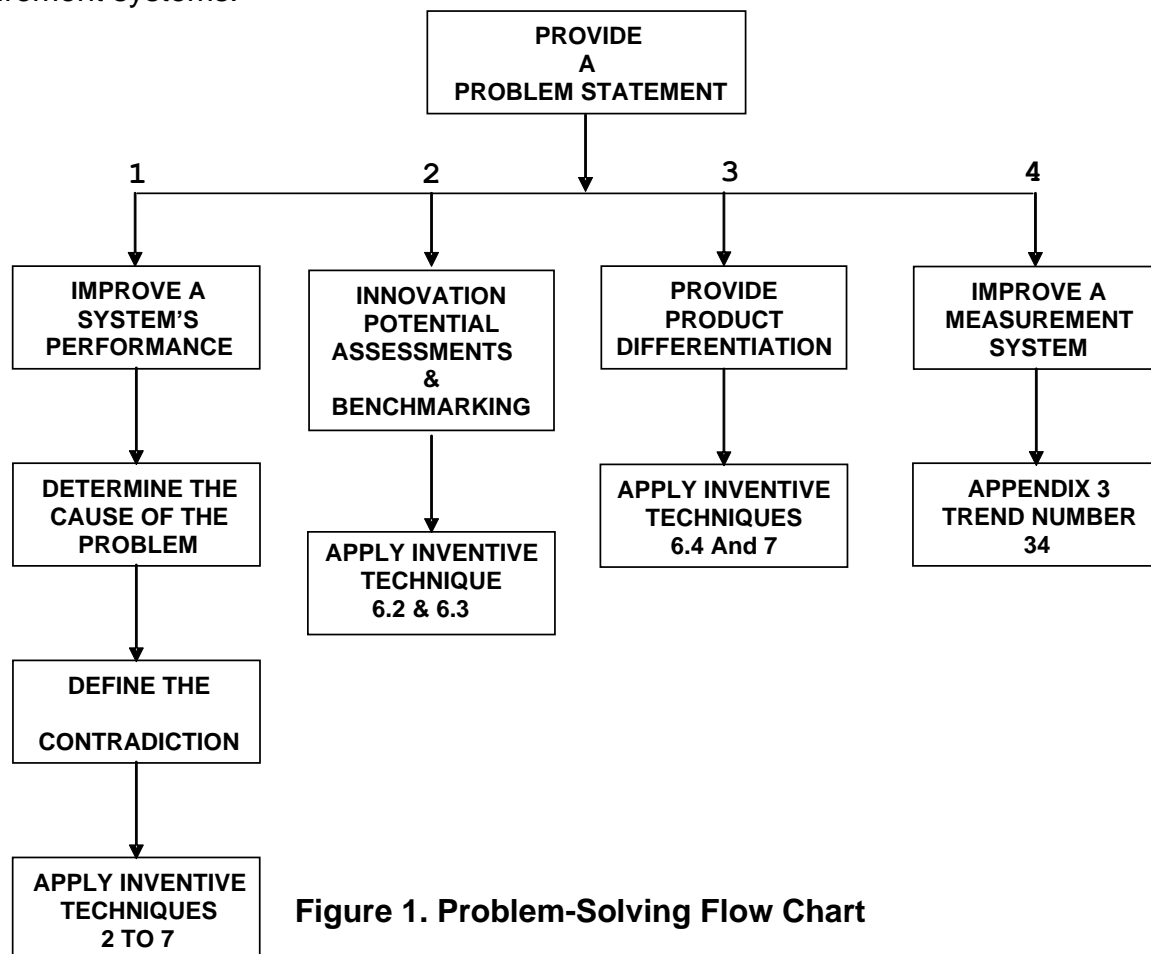 systems.
PROVIDE
A
PROBLEM STATEMENT
1 2 3 4
IMPROVE A
SYSTEM'S
PERFORMANCE
INNOVATION
POTENTIAL
ASSESSMENTS
&
BENCHMARKING
PROVIDE
PRODUCT
DIFFERENTIATION
IMPROVE A
MEASUREMENT
SYSTEM
DETERMINE THE
CAUSE OF THE
PROBLEM
APPLY INVENTIVE
TECHNIQUE
6.2 & 6.3
APPLY INVENTIVE
TECHNIQUES
6.4 And 7
APPENDIX 3
TREND NUMBER
34
DEFINE THE
CONTRADICTION
APPLY INVENTIVE
TECHNIQUES
2 TO 7
Figure 1. Problem-Solving Flow Chart